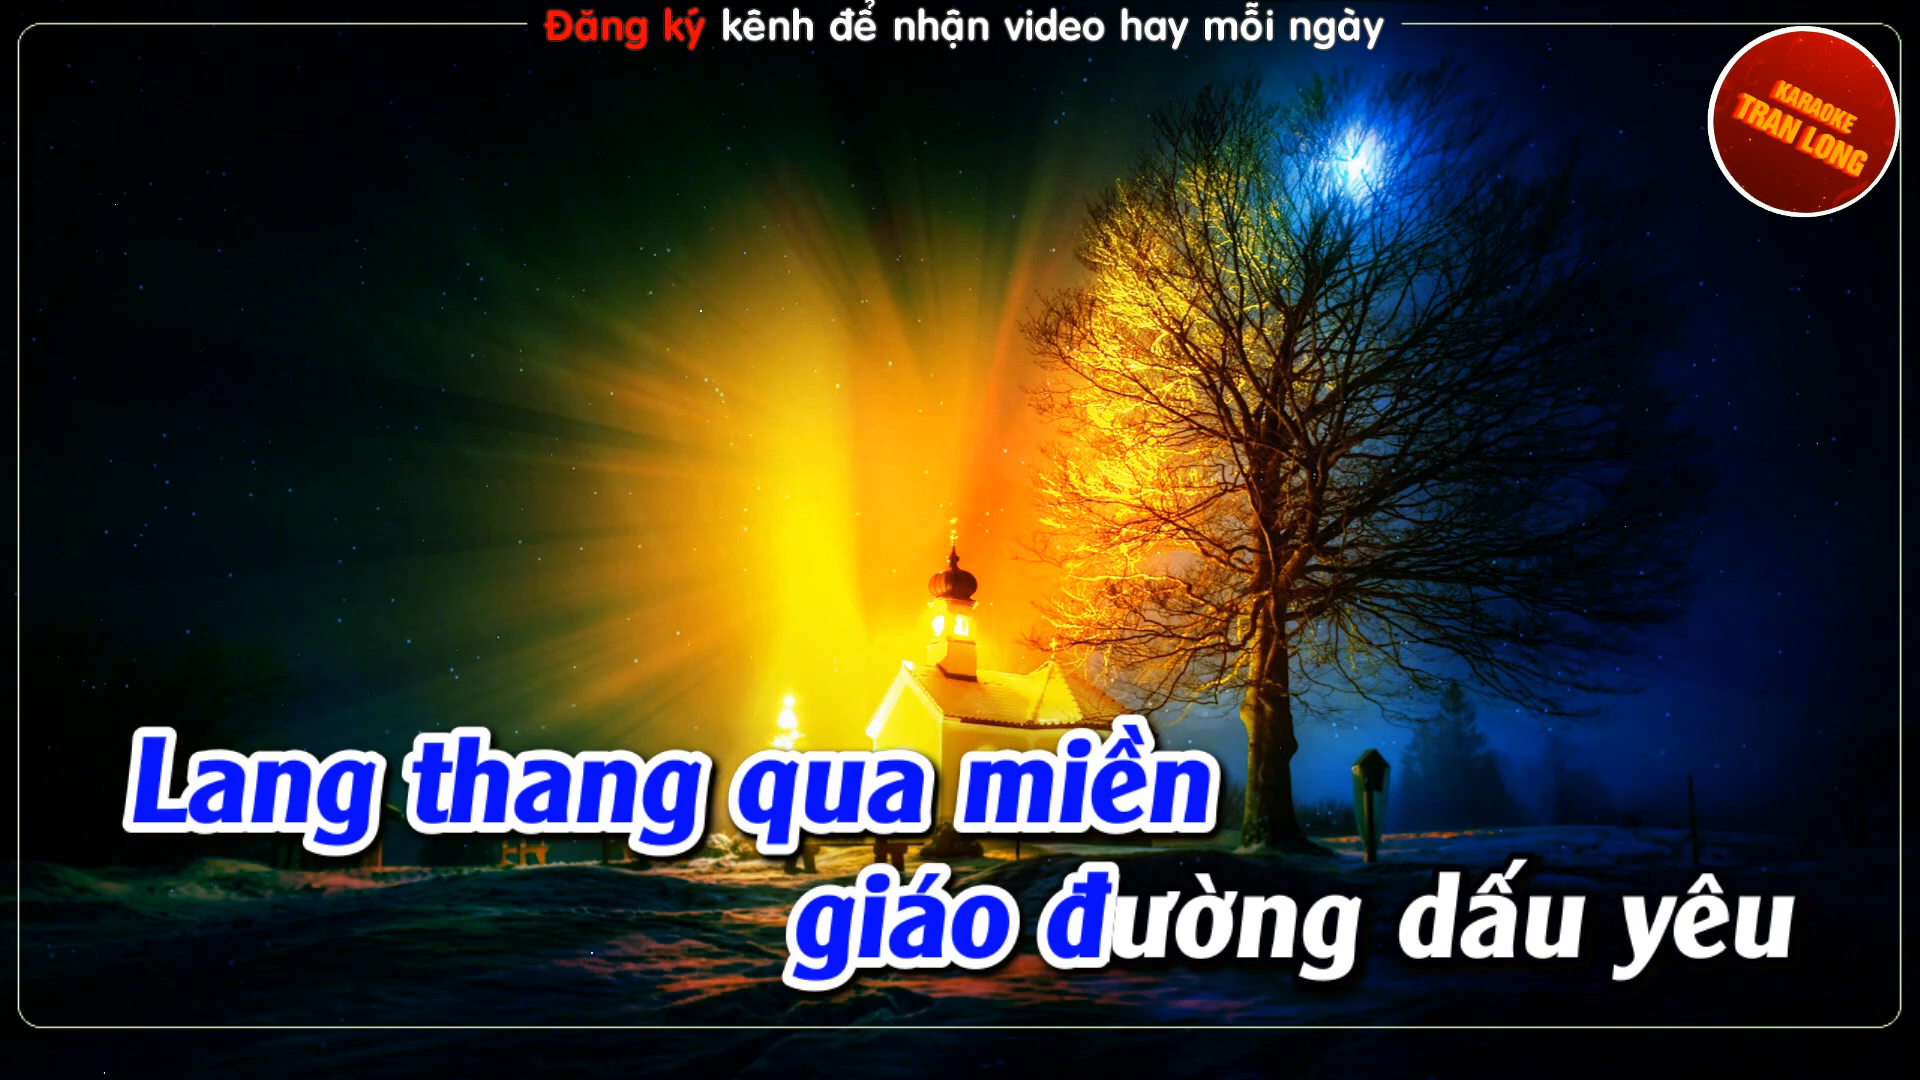 Đăng ký kênh để nhận video hay mỗi ngày
KARAOKE
TRAN LONG
Lang thang qua miền
giáo đường dấu yêu